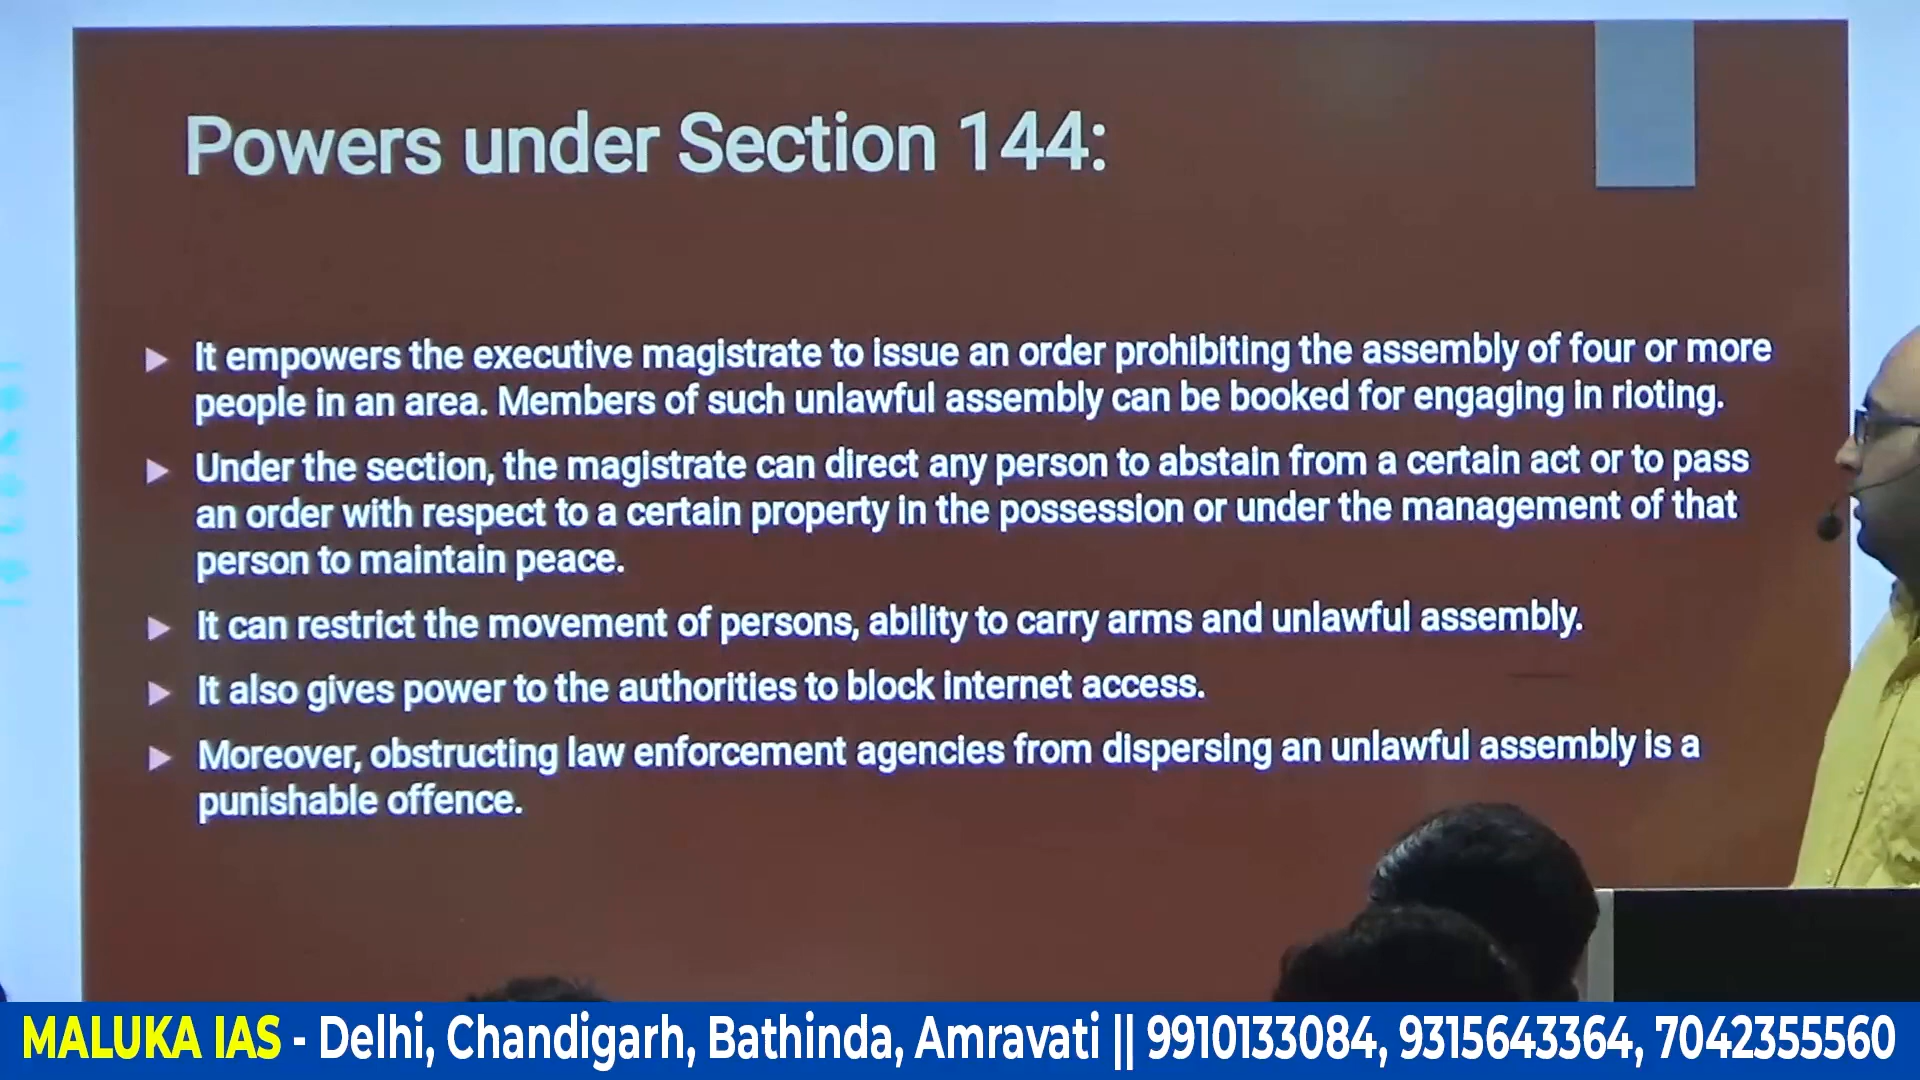 Powers under Section 144:
It empowers the executive magistrate to issue an order prohibiting the assembly of four or more
people in an area. Members of such unlawful assembly can be booked for engaging in rioting.
Under the section, the magistrate can direct any person to abstain from a certain act or to pass
an order with respect to a certain property in the possession or under the management of that
person to maintain peace.
It can restrict the movement of persons, ability to carry arms and unlawful assembly.
It also gives power to the authorities to block internet access.
Moreover, obstructing law enforcement agencies from dispersing an unlawful assembly is a
punishable offence.
MALUKA IAS - Delhi, Chandigarh, Bathinda, Amravati || 9910133084, 9315643364, 7042355560